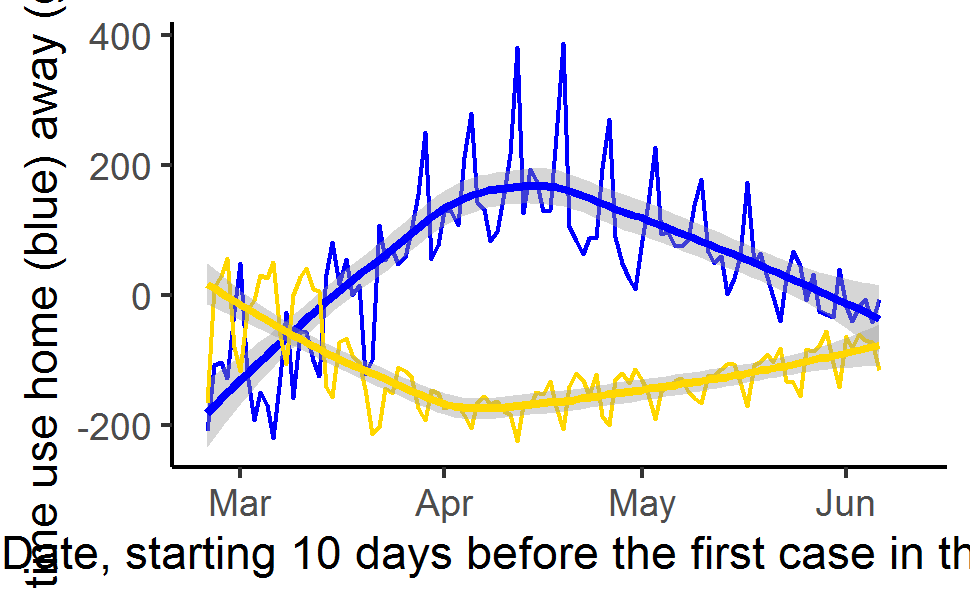 time use home (blue) away (
400
200
0
-200
Mar Apr May Jun
Date, starting 10 days before the first case in th